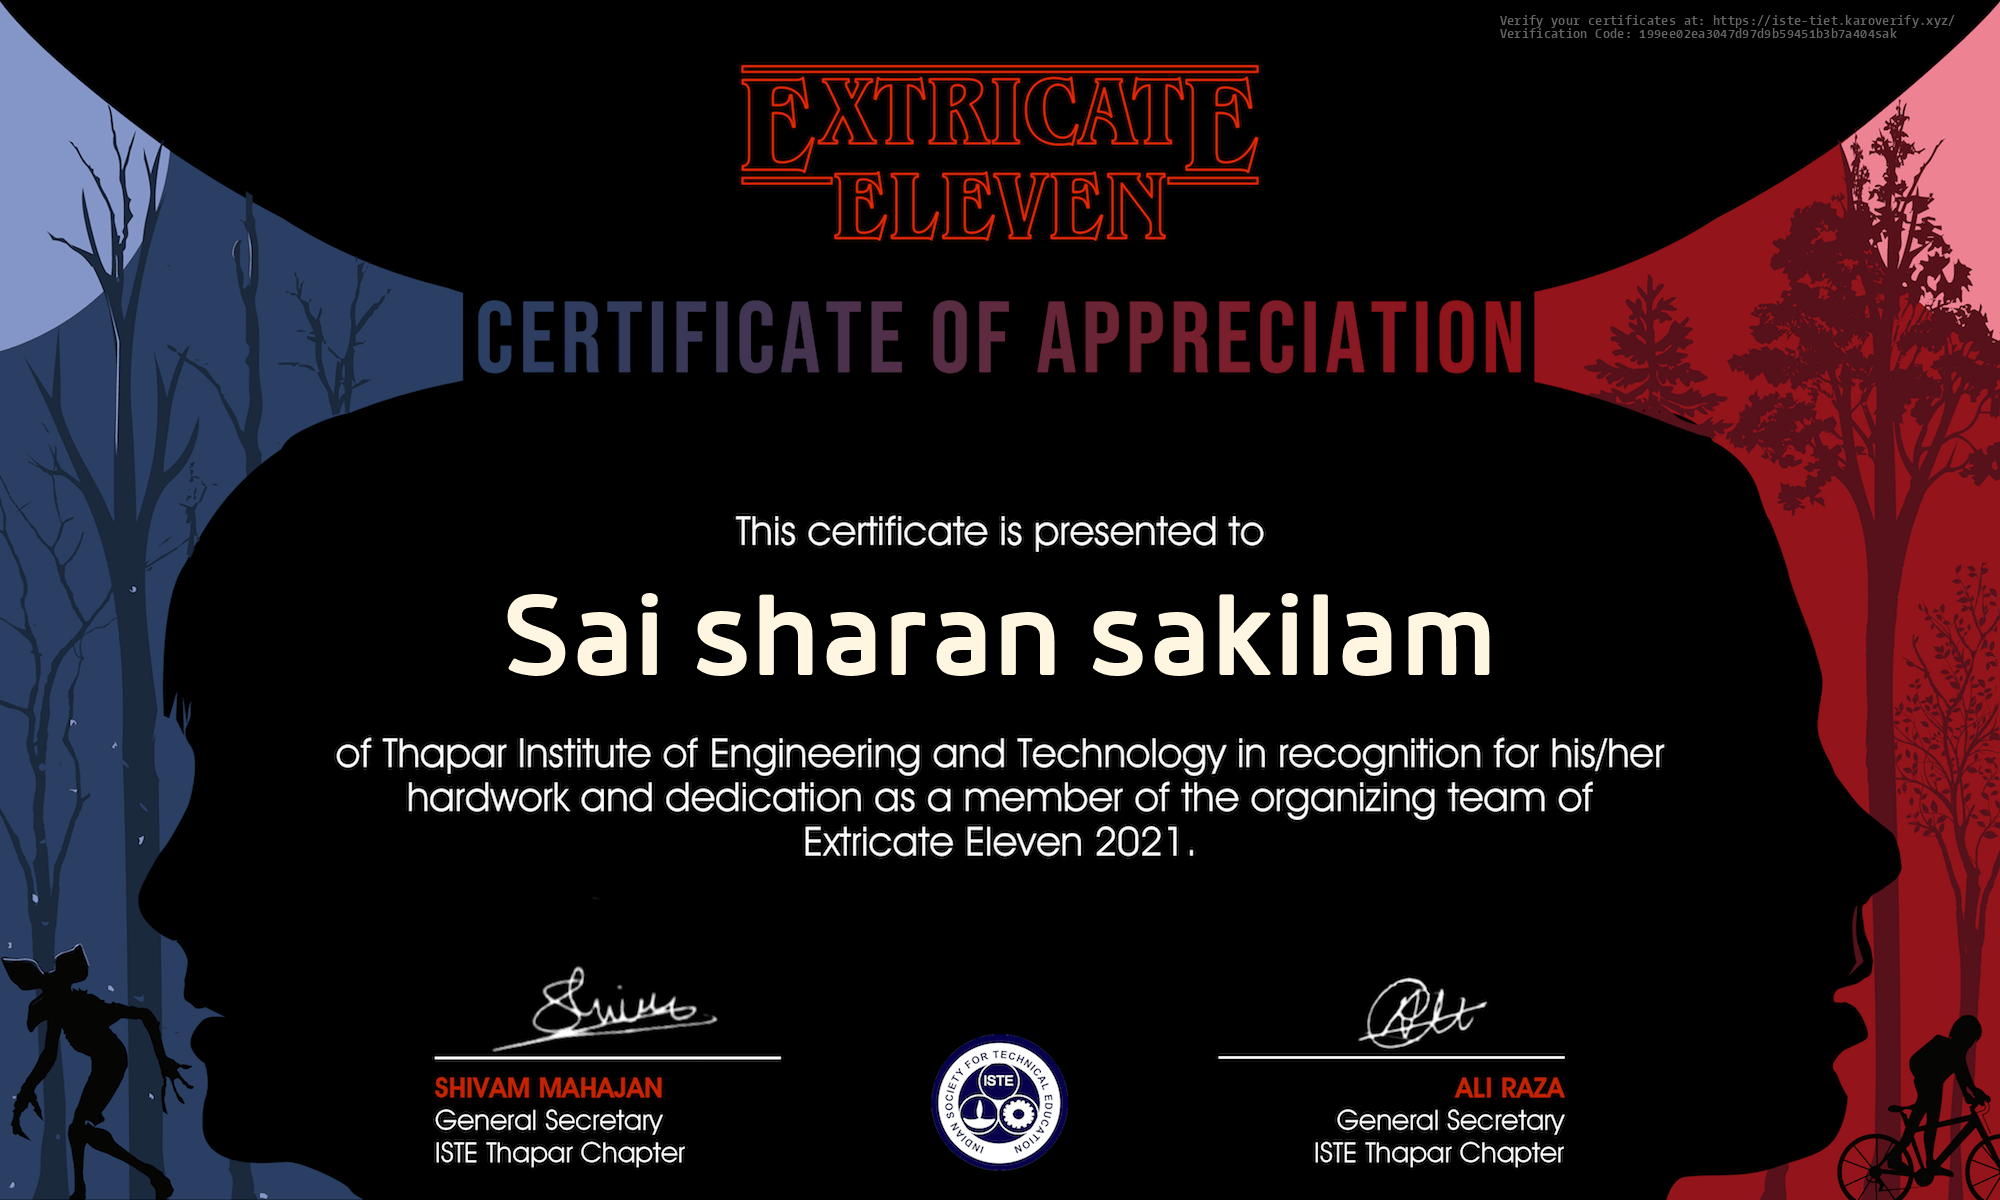 Verify your certificates at: https://iste-tiet.karoverify.xyz/
Verification Code: 199ee02ea3047d97d9b59451b3b7a404sak
EXTRICATE
ELEVEN
CERTIFICATE OF APPRECIATION
This certificate is presented to
Sai sharan sakilam
of Thapar Institute of Engineering and Technology in recognition for his/her
hardwork and dedication as a member of the organizing team of
Extricate Eleven 2021.
SHIVAM MAHAJAN
General Secretary
ISTE Thapar Chapter
INDIAN SOCIETY FOR TECHNICAL EDUCATION
ISTE
ALI RAZA
General Secretary
ISTE Thapar Chapter